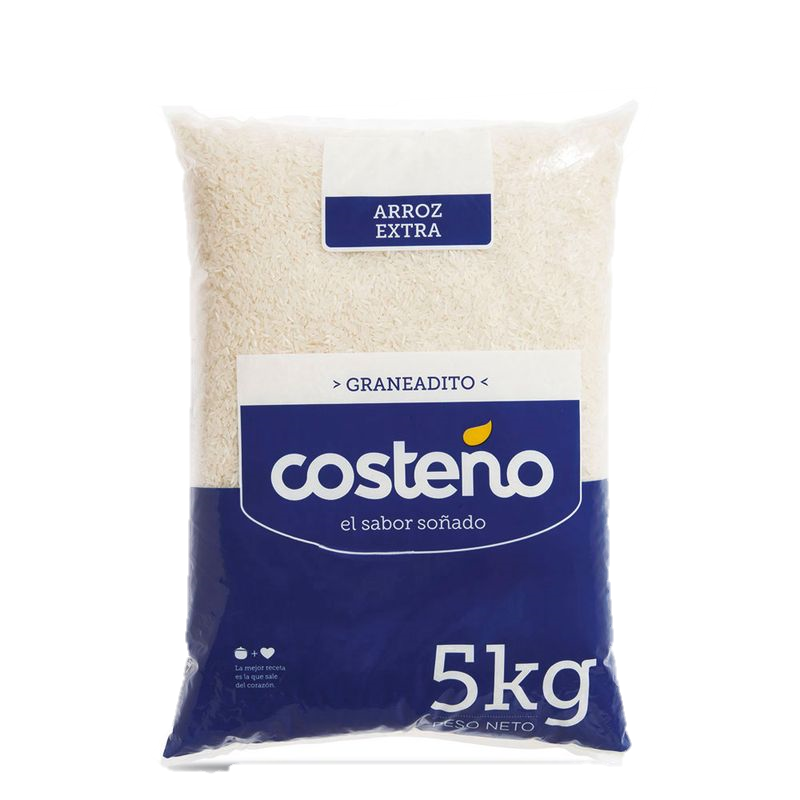 ARROZ
EXTRA
> GRANEADITO <
costeño
el sabor soñado
+
La mejor receta
es la que sale
del corazón.
5kg
PESO NETO